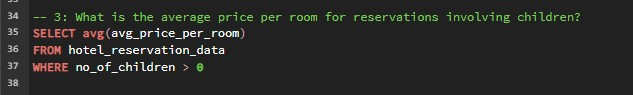 34 -- 3: What is the average price per room for reservations involving children?
35 SELECT avg(avg_price_per_room)
36 FROM hotel_reservation_data
37 WHERE no_of_children > 0
38